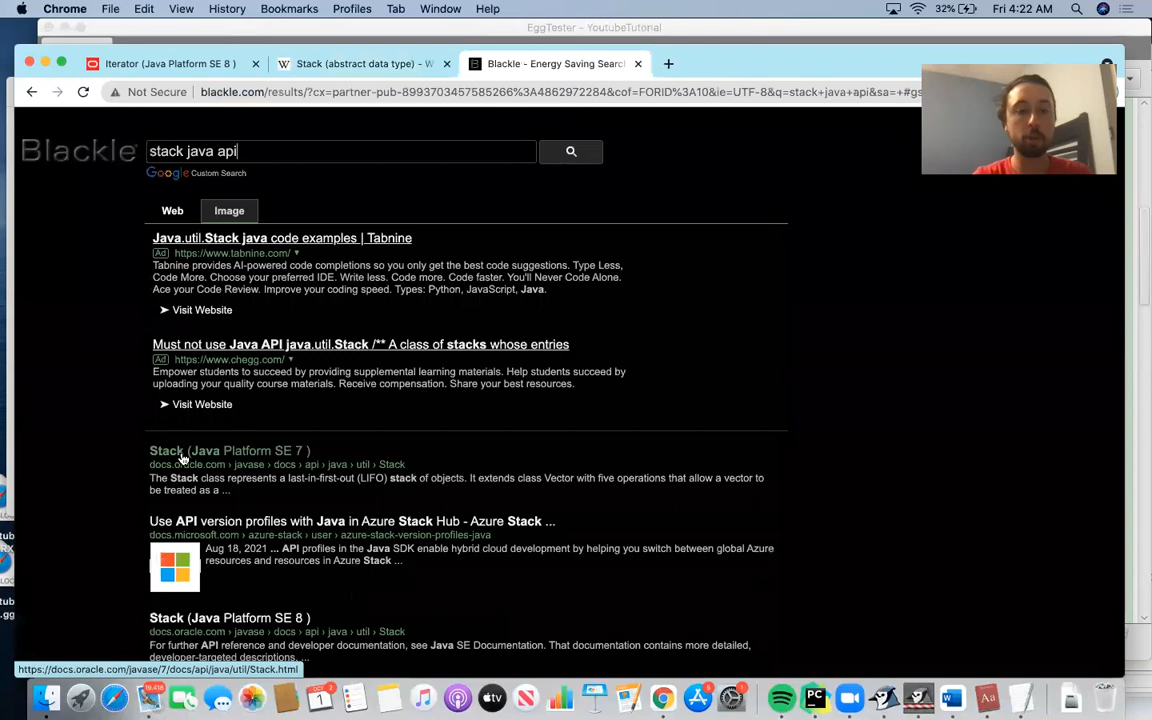 Chrome File Edit View History Bookmarks Profiles Tab Window Help
32% Fri 4:22 AM
EggTester - YoutubeTutorial
Iterator (Java Platform SE 8 )
Stack (abstract data type) - W
Blackle - Energy Saving Searc
Not Secure
blackle.com/results/?cx=partner-pub-8993703457585266%3A4862972284&cof=FORID%3A10&ie=UTF-8&q=stack+java+api&sa=+#gs
Blackle
stack java api
Google Custom Search
Web Image
Java.util.Stack java code examples | Tabnine
Ad https://www.tabnine.com/
Tabnine provides AI-powered code completions so you only get the best code suggestions. Type Less,
Code More. Choose your preferred IDE. Write less. Code more. Code faster. You'll Never Code Alone.
Ace your Code Review. Improve your coding speed. Types: Python, JavaScript, Java.
Visit Website
Must not use Java API java.util.Stack /** A class of stacks whose entries
Ad https://www.chegg.com/
Empower students to succeed by providing supplemental learning materials. Help students succeed by
uploading your quality course materials. Receive compensation. Share your best resources.
Visit Website
Stack (Java Platform SE 7 )
docs.oracle.com › javase › docs › api › java › util › Stack
The Stack class represents a last-in-first-out (LIFO) stack of objects. It extends class Vector with five operations that allow a vector to
be treated as a ...
Use API version profiles with Java in Azure Stack Hub - Azure Stack ...
docs.microsoft.com › azure-stack › user › azure-stack-version-profiles-java
Aug 18, 2021 ... API profiles in the Java SDK enable hybrid cloud development by helping you switch between global Azure
resources and resources in Azure Stack ...
Stack (Java Platform SE 8 )
docs.oracle.com › javase › docs › api › java › util › Stack
For further API reference and developer documentation, see Java SE Documentation. That documentation contains more detailed,
developer-targeted descriptions, ...
https://docs.oracle.com/javase/7/docs/api/java/util/Stack.html